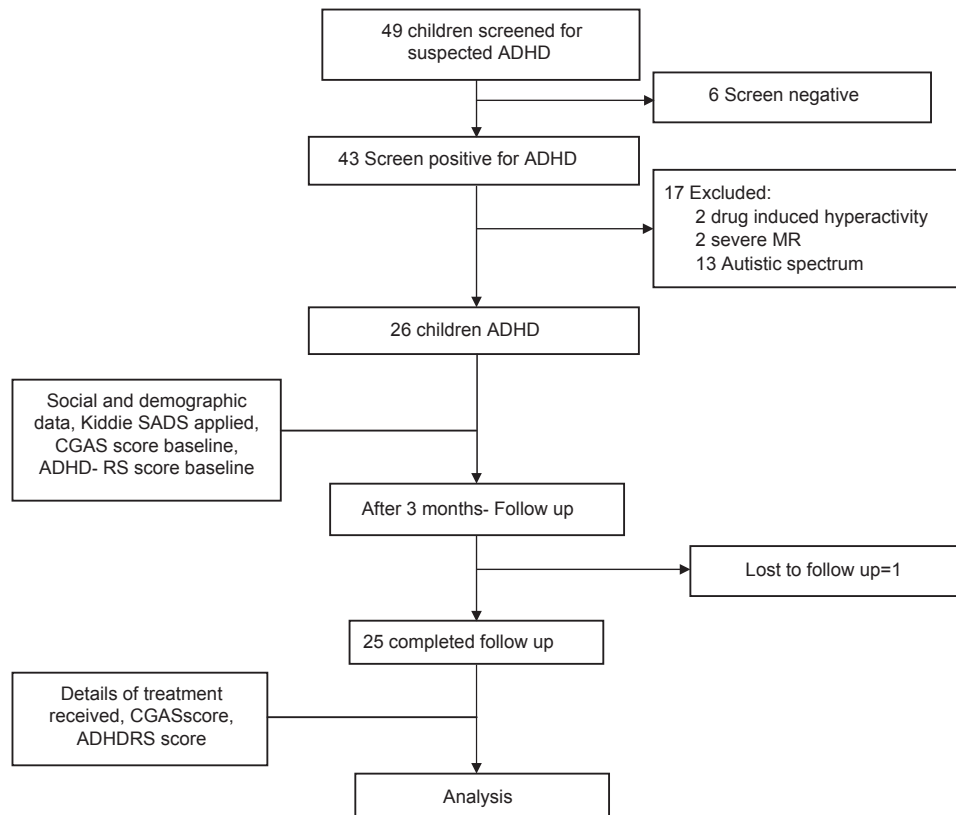 49 children screened for
suspected ADHD
6 Screen negative
43 Screen positive for ADHD
17 Excluded:
2 drug induced hyperactivity
2 severe MR
13 Autistic spectrum
26 children ADHD
Social and demographic
data, Kiddie SADS applied,
CGAS score baseline,
ADHD- RS score baseline
After 3 months- Follow up
Lost to follow up=1
25 completed follow up
Details of treatment
received, CGASscore,
ADHDRS score
Analysis